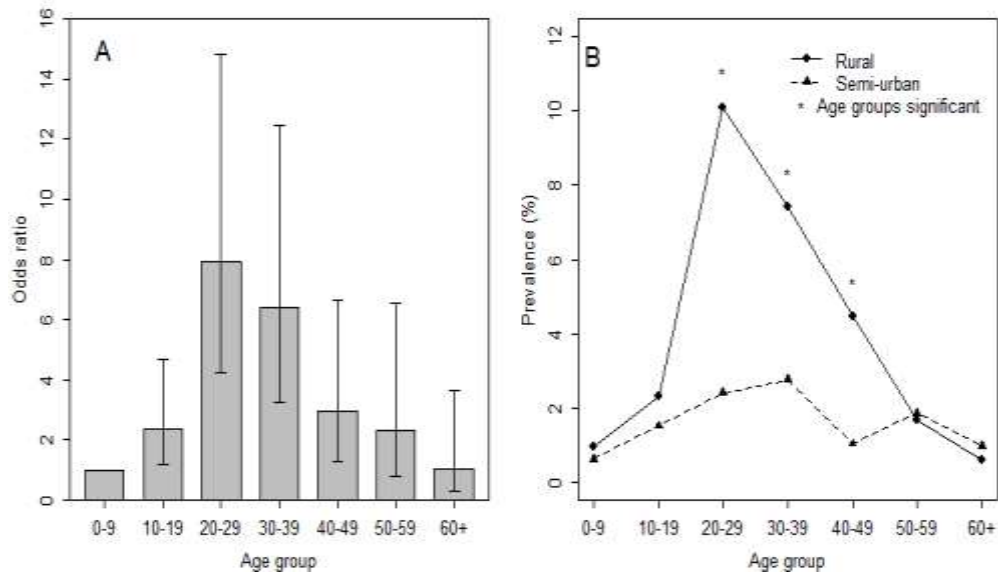 A
Odds ratio
16
14
12
10
8
6
4
2
0
0-9 10-19 20-29 30-39 40-49 50-59 60+
Age group
B
Rural
Semi-urban
* Age groups significant
Prevalence (%)
12
10
8
6
4
2
0
*
*
*
0-9 10-19 20-29 30-39 40-49 50-59 60+
Age group